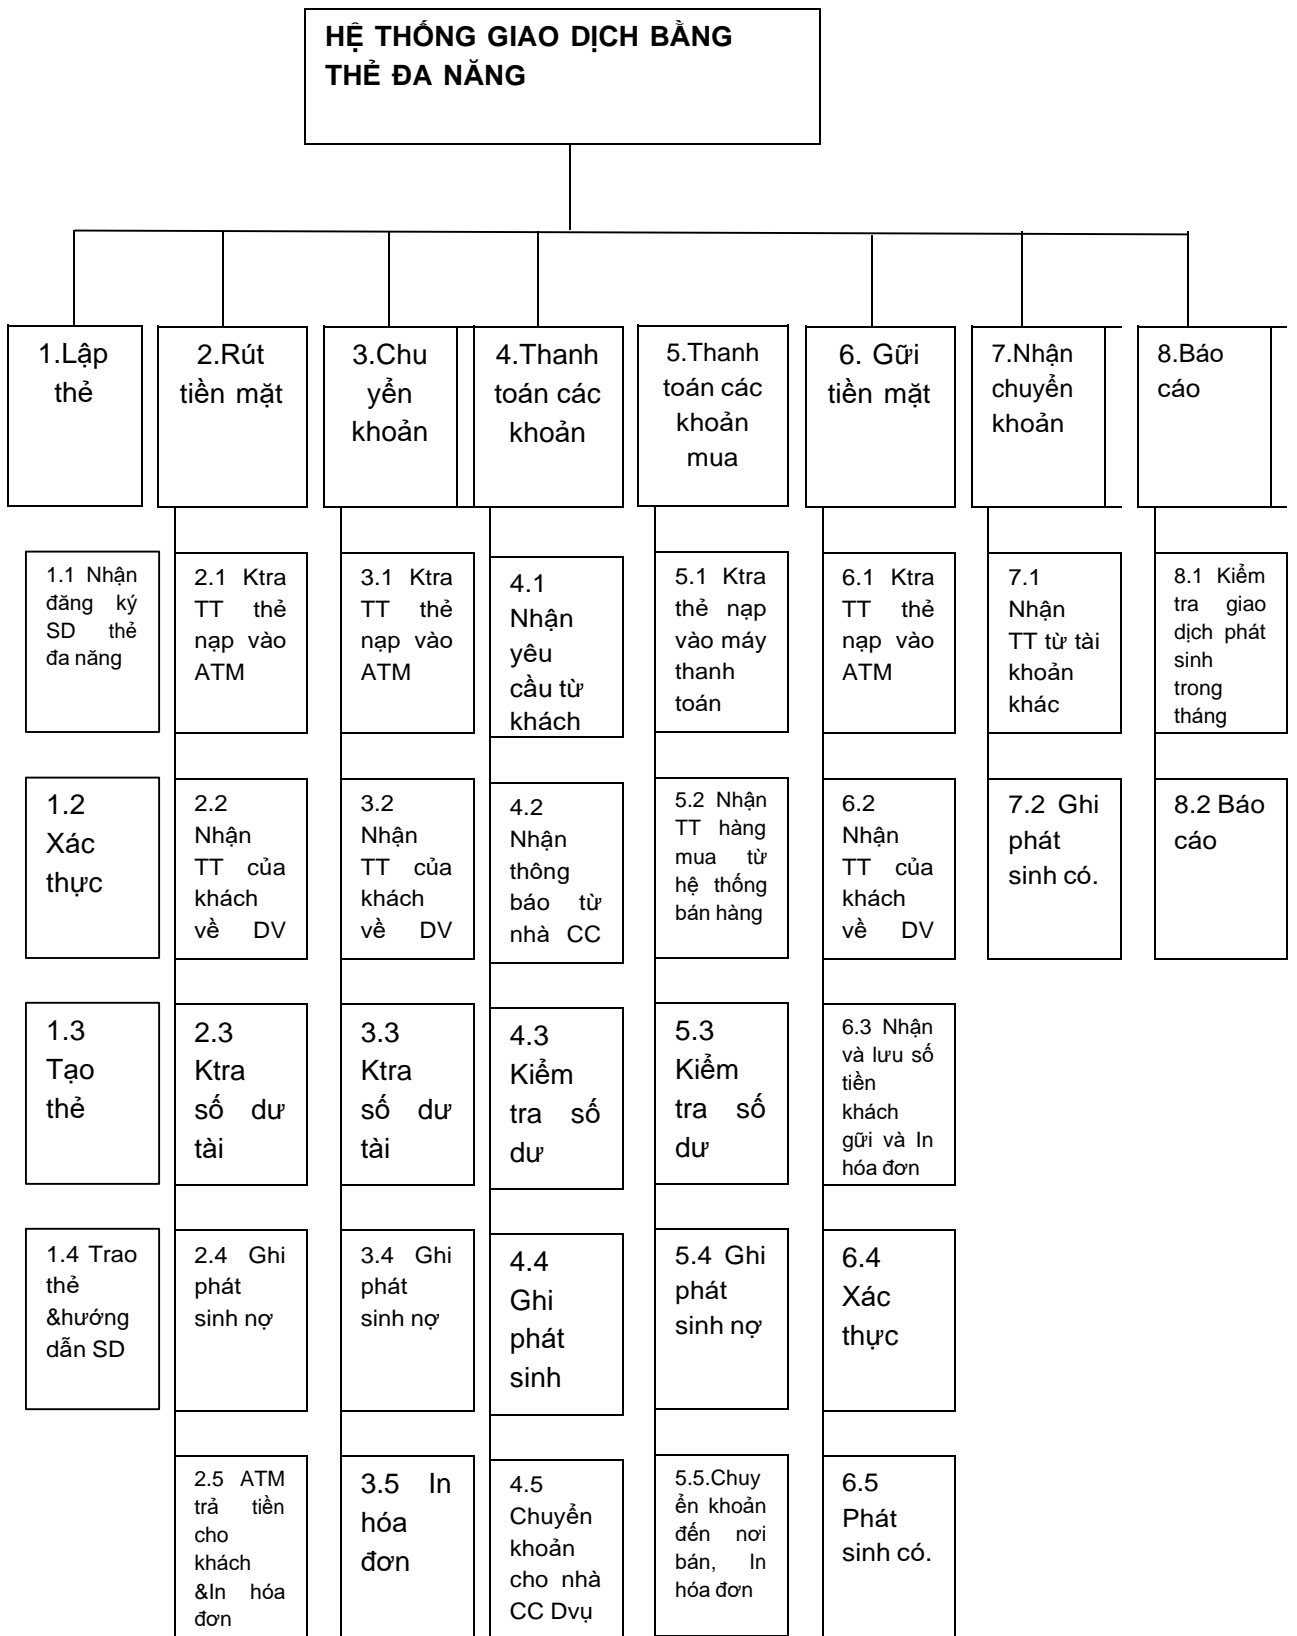 HỆ THỐNG GIAO DỊCH BẰNG
THẺ ĐA NĂNG
1.Lập
thẻ
2.Rút
tiền mặt
3.Chu
yển
khoản
4.Thanh
toán các
khoản
5.Thanh
toán các
khoản
mua
6. Gữi
tiền mặt
7.Nhận
chuyển
khoản
8.Báo
cáo
1.1 Nhận
đăng ký
SD thẻ
đa năng
2.1 Ktra
TT thẻ
nạp vào
ATM
3.1 Ktra
TT thẻ
nạp vào
ATM
4.1
Nhận
yêu
cầu từ
khách
5.1 Ktra
thẻ nạp
vào máy
thanh
toán
6.1 Ktra
TT thẻ
nạp vào
ATM
7.1
Nhận
TT từ tài
khoản
khác
8.1 Kiểm
tra giao
dịch phát
sinh
trong
tháng
1.2
Xác
thực
2.2
Nhận
TT của
khách
về DV
3.2
Nhận
TT của
khách
về DV
4.2
Nhận
thông
báo từ
nhà CC
5.2 Nhận
TT hàng
mua từ
hệ thống
bán hàng
6.2
Nhận
TT của
khách
về DV
7.2 Ghi
phát
sinh có.
8.2 Báo
cáo
1.3
Tạo
thẻ
2.3
Ktra
số dư
tài
3.3
Ktra
số dư
tài
4.3
Kiểm
tra số
dư
5.3
Kiểm
tra số
dư
6.3 Nhận
và lưu số
tiền
khách
gữi và In
hóa đơn
1.4 Trao
thẻ
&hướng
dẫn SD
2.4 Ghi
phát
sinh nợ
3.4 Ghi
phát
sinh nợ
4.4
Ghi
phát
sinh
5.4 Ghi
phát
sinh nợ
6.4
Xác
thực
2.5 ATM
trả tiền
cho
khách
&In hóa
đơn
3.5 In
hóa
đơn
4.5
Chuyển
khoản
cho nhà
CC Dvụ
5.5.Chuy
ển khoản
đến nơi
bán, In
hóa đơn
6.5
Phát
sinh có.